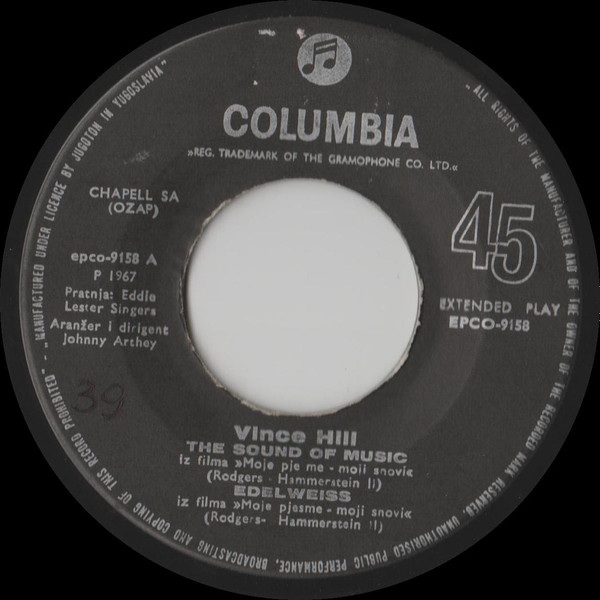 COLUMBIA
»REG. TRADEMARK OF THE GRAMOPHONE CO. LTD.«
CHAPELL SA
(OZAP)
epco-9158 A
P 1967
Pratnja: Eddie
Lester Singers
Aranžer i dirigent
Johnny Arthey
45
EXTENDED PLAY
EPCO-9158
39
Vince Hill
THE SOUND OF MUSIC
iz filma »Moje pje me - moji snovi«
(Rodgers - Hammerstein Ii)
EDELWEISS
iz filma »Moje pjesme - moji snovi«
(Rodgers- Hammerstein II)
"MANUFACTURED UNDER LICENCE BY JUGOTON IN YUGOSLAVIA"
"ALL RIGHTS OF THE MANUFACTURER AND OF THE OWNER OF THE RECORDED WORK RESERVED. UNAUTHORISED PUBLIC PERFORMANCE, BROADCASTING AND COPYING OF THIS RECORD PROHIBITED"